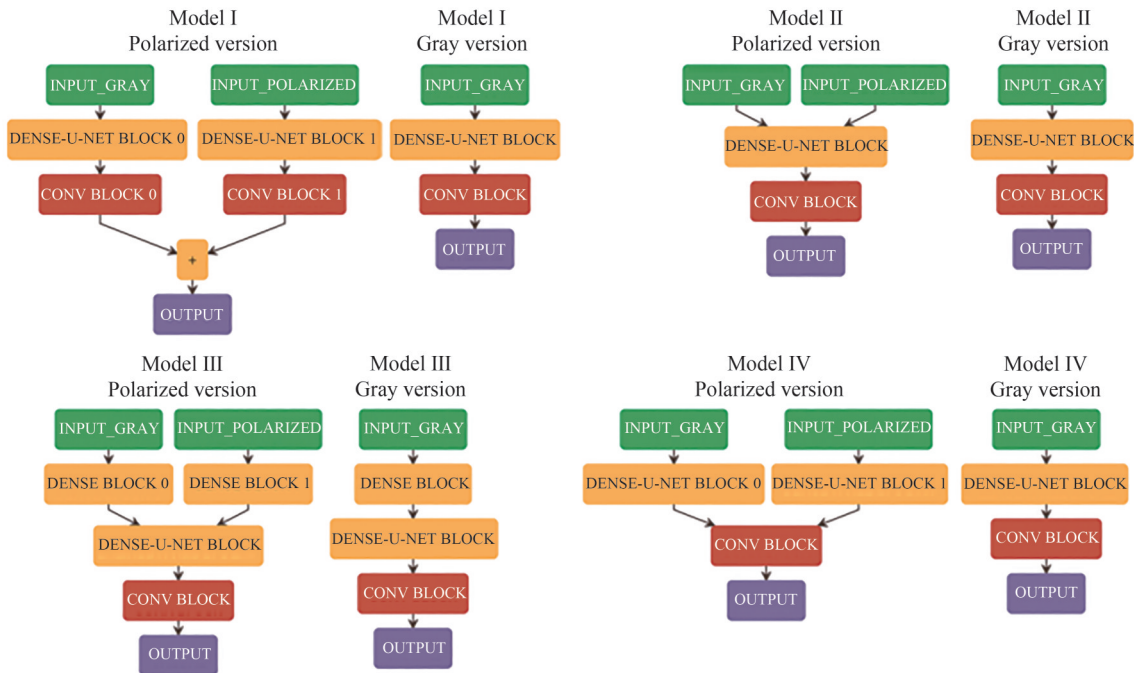 Model I
Polarized version
INPUT_GRAY
INPUT_POLARIZED
DENSE-U-NET BLOCK 0
DENSE-U-NET BLOCK 1
CONV BLOCK 0
CONV BLOCK 1
+
OUTPUT
Model I
Gray version
INPUT_GRAY
DENSE-U-NET BLOCK
CONV BLOCK
OUTPUT
Model II
Polarized version
INPUT_GRAY
INPUT_POLARIZED
DENSE-U-NET BLOCK
CONV BLOCK
OUTPUT
Model II
Gray version
INPUT_GRAY
DENSE-U-NET BLOCK
CONV BLOCK
OUTPUT
Model III
Polarized version
INPUT_GRAY
INPUT_POLARIZED
DENSE BLOCK 0
DENSE BLOCK 1
DENSE-U-NET BLOCK
CONV BLOCK
OUTPUT
Model III
Gray version
INPUT_GRAY
DENSE BLOCK
DENSE-U-NET BLOCK
CONV BLOCK
OUTPUT
Model IV
Polarized version
INPUT_GRAY
INPUT_POLARIZED
DENSE-U-NET BLOCK 0
DENSE-U-NET BLOCK 1
CONV BLOCK
OUTPUT
Model IV
Gray version
INPUT_GRAY
DENSE-U-NET BLOCK
CONV BLOCK
OUTPUT